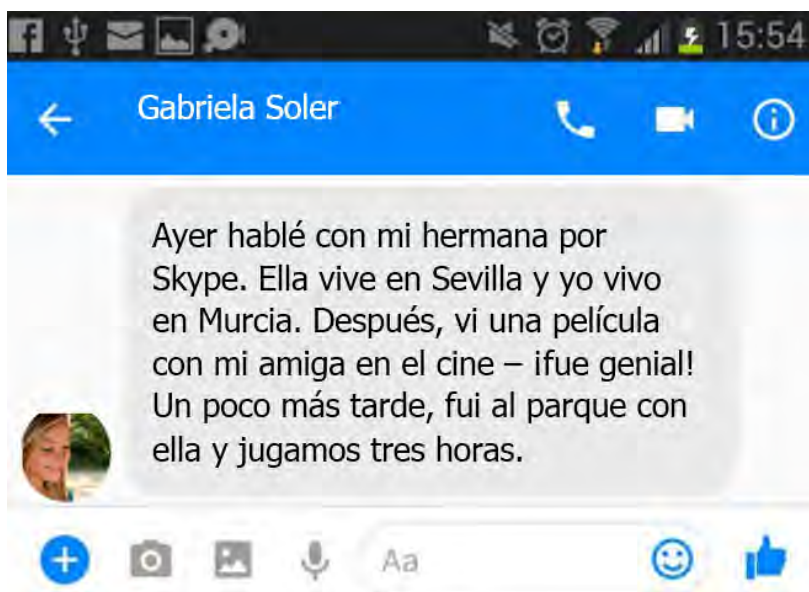 15:54
Gabriela Soler
Ayer hablé con mi hermana por
Skype. Ella vive en Sevilla y yo vivo
en Murcia. Después, vi una película
con mi amiga en el cine – ¡fue genial!
Un poco más tarde, fui al parque con
ella y jugamos tres horas.
Aa